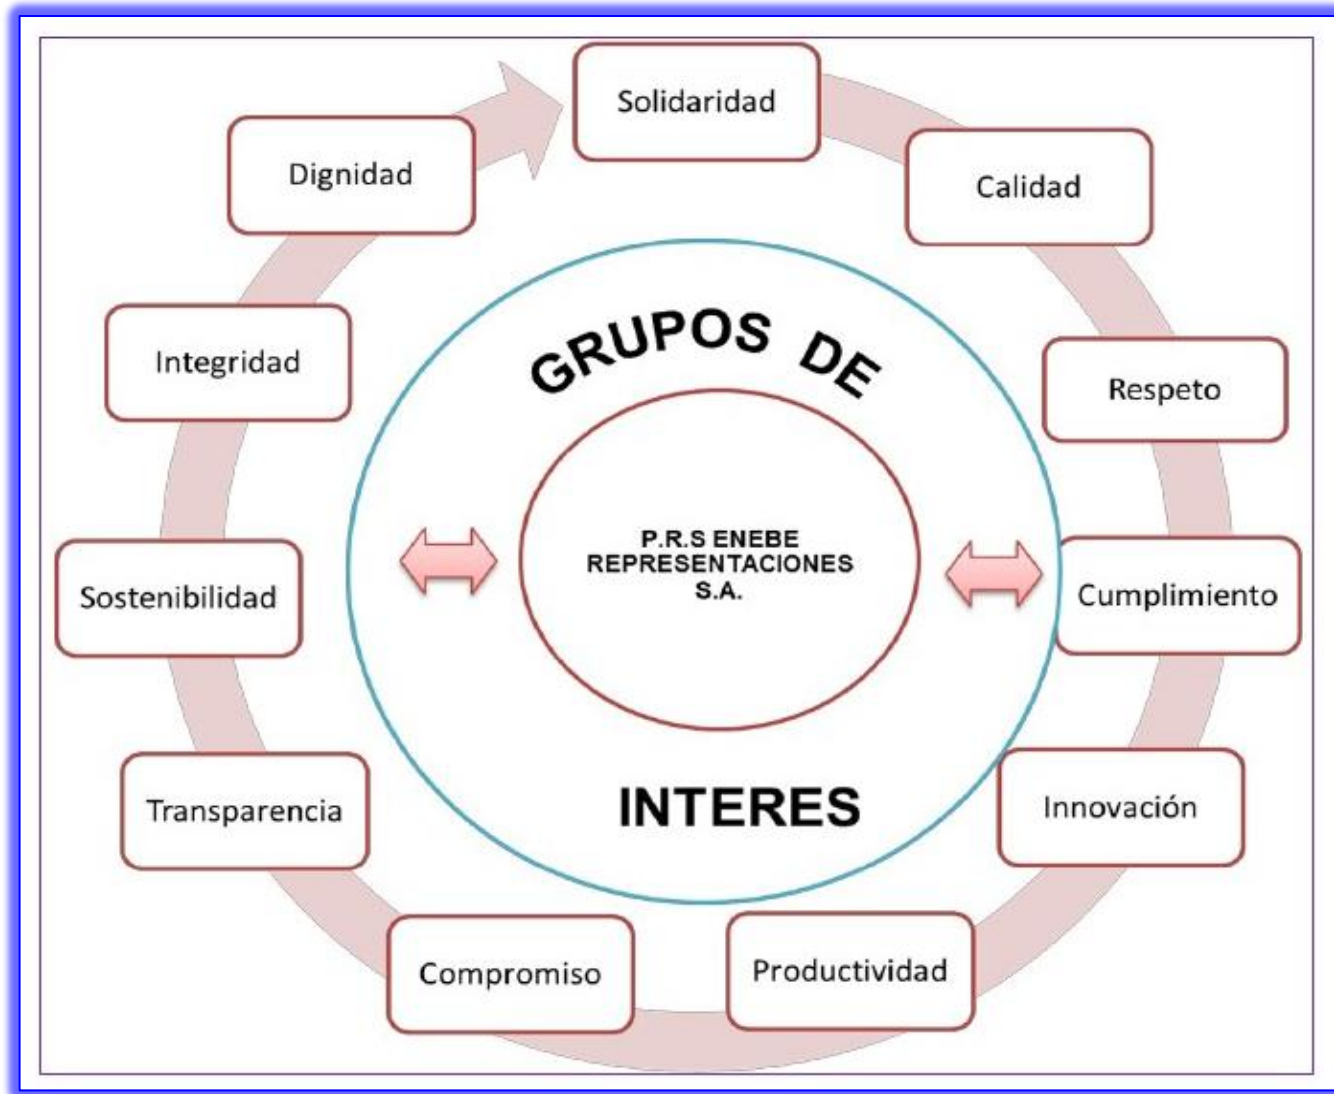 Solidaridad
Calidad
Respeto
Cumplimiento
Innovación
Productividad
Compromiso
Transparencia
Sostenibilidad
Integridad
Dignidad
GRUPOS DE
P.R.S ENEBE
REPRESENTACIONES
S.A.
INTERES